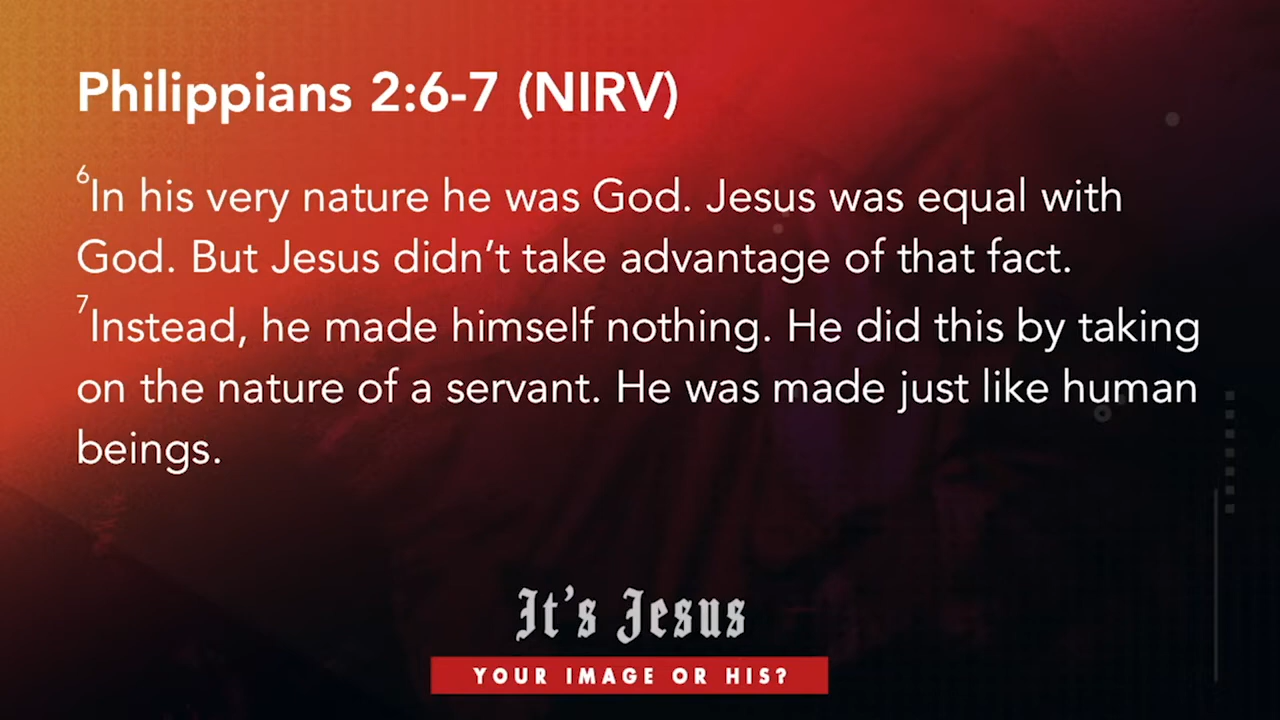 Philippians 2:6-7 (NIRV)
⁶In his very nature he was God. Jesus was equal with
God. But Jesus didn’t take advantage of that fact.
⁷Instead, he made himself nothing. He did this by taking
on the nature of a servant. He was made just like human
beings.
It’s Jesus
YOUR IMAGE OR HIS?